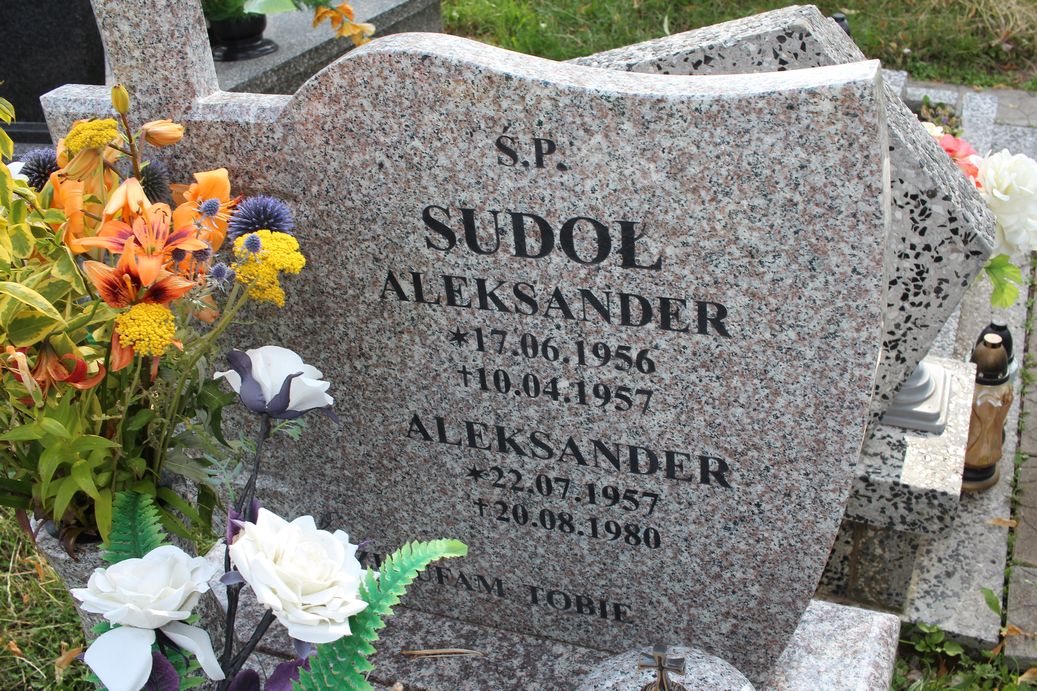 Ś.P.
SUDOŁ
ALEKSANDER
*17.06.1956
†10.04.1957
ALEKSANDER
*22.07.1957
†20.08.1980
UFAM TOBIE